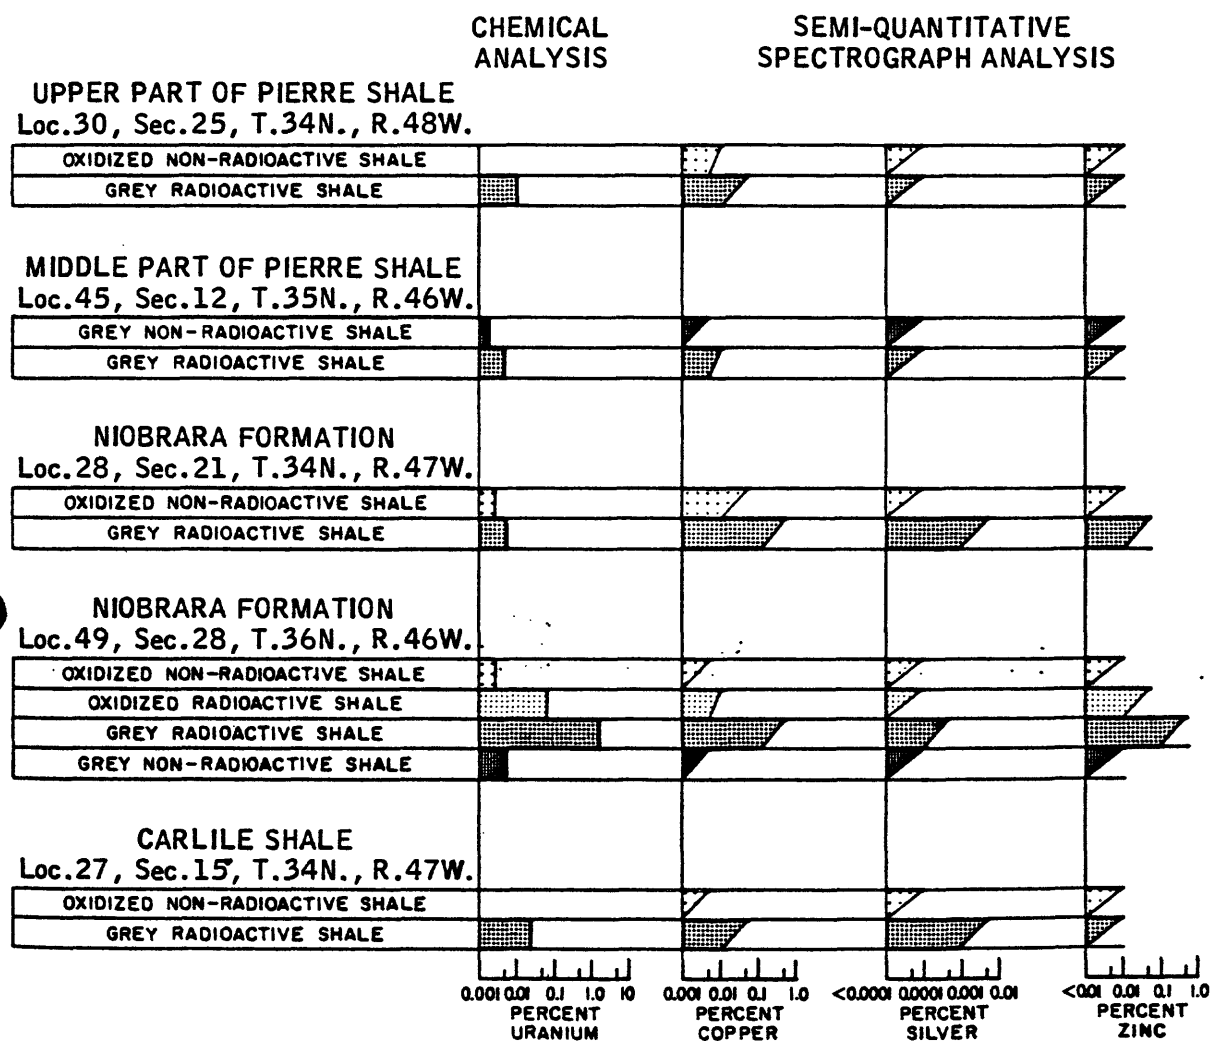 CHEMICAL
ANALYSIS
SEMI-QUANTITATIVE
SPECTROGRAPH ANALYSIS
UPPER PART OF PIERRE SHALE
Loc.30, Sec.25, T.34N., R.48W.
OXIDIZED NON-RADIOACTIVE SHALE
GREY RADIOACTIVE SHALE
MIDDLE PART OF PIERRE SHALE
Loc.45, Sec.12, T.35N., R.46W.
GREY NON-RADIOACTIVE SHALE
GREY RADIOACTIVE SHALE
NIOBRARA FORMATION
Loc.28, Sec.21, T.34N., R.47W.
OXIDIZED NON-RADIOACTIVE SHALE
GREY RADIOACTIVE SHALE
NIOBRARA FORMATION
Loc.49, Sec.28, T.36N., R.46W.
OXIDIZED NON-RADIOACTIVE SHALE
OXIDIZED RADIOACTIVE SHALE
GREY RADIOACTIVE SHALE
GREY NON-RADIOACTIVE SHALE
CARLILE SHALE
Loc.27, Sec.15, T.34N., R.47W.
OXIDIZED NON-RADIOACTIVE SHALE
GREY RADIOACTIVE SHALE
0.001 0.01 0.1 1.0 10
PERCENT
URANIUM
0.001 0.01 0.1 1.0
PERCENT
COPPER
<0.0001 0.0001 0.001 0.01
PERCENT
SILVER
<0.01 0.01 0.1 1.0
PERCENT
ZINC